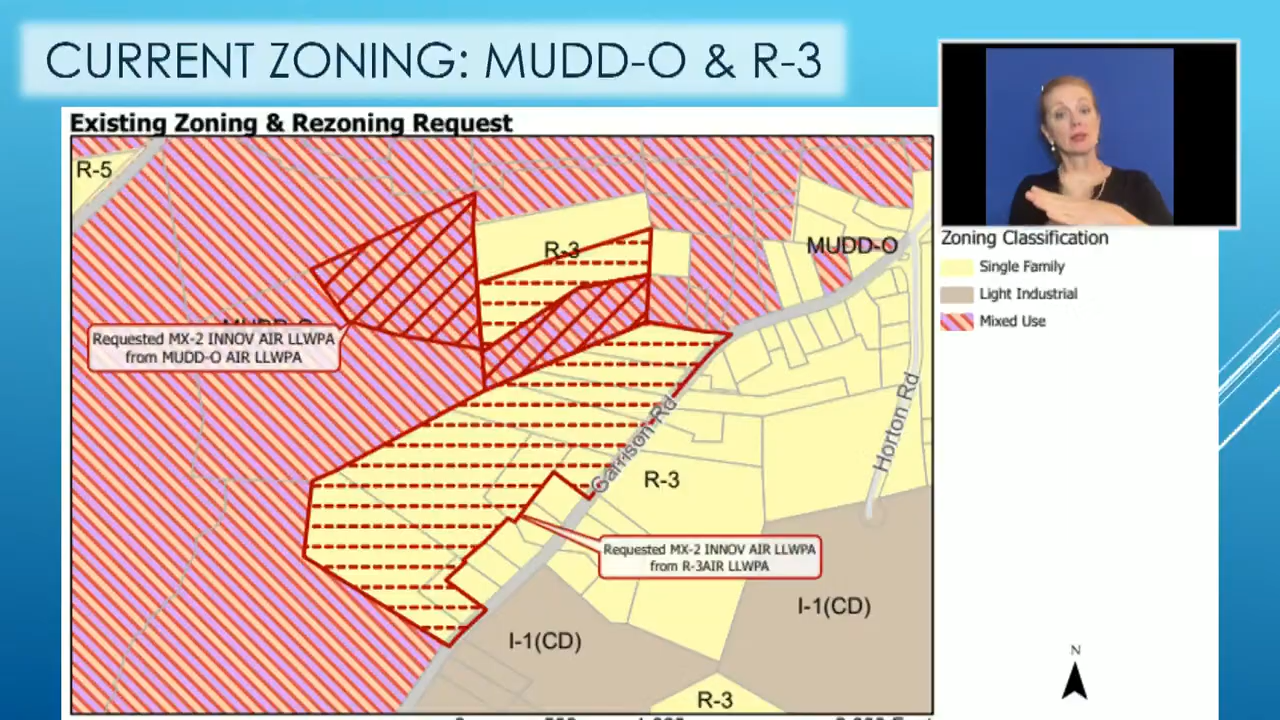 CURRENT ZONING: MUDD-O & R-3
Existing Zoning & Rezoning Request
R-5
R-3
MUDD-O
MUDD-O
Requested MX-2 INNOV AIR LLWPA
from MUDD-O AIR LLWPA
Garrison Rd
Horton Rd
R-3
Requested MX-2 INNOV AIR LLWPA
from R-3AIR LLWPA
I-1(CD)
I-1(CD)
R-3
Zoning Classification
Single Family
Light Industrial
Mixed Use
N